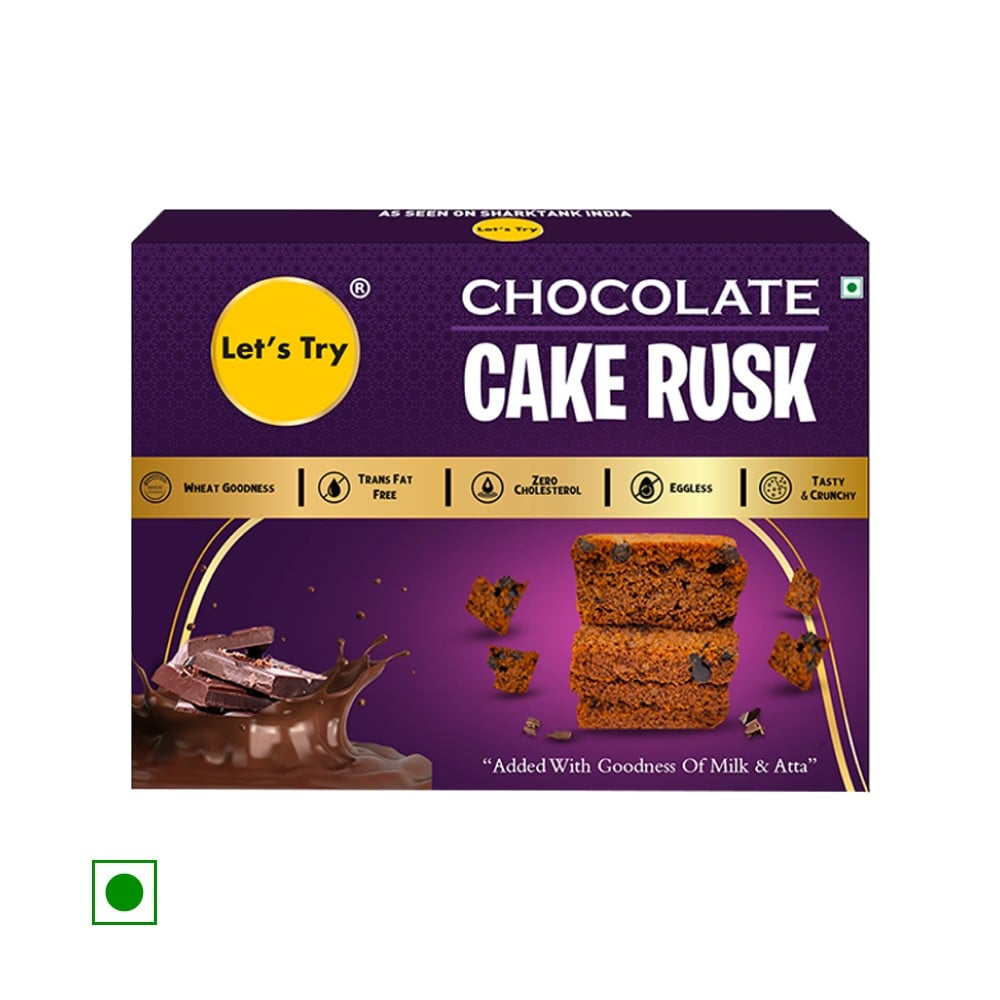 AS SEEN ON SHARKTANK INDIA
Let's Try
Let's Try
®
CHOCOLATE
CAKE RUSK
WHEAT GOODNESS
TRANS FAT
FREE
ZERO
CHOLESTEROL
EGGLESS
TASTY
& CRUNCHY
“Added With Goodness Of Milk & Atta”